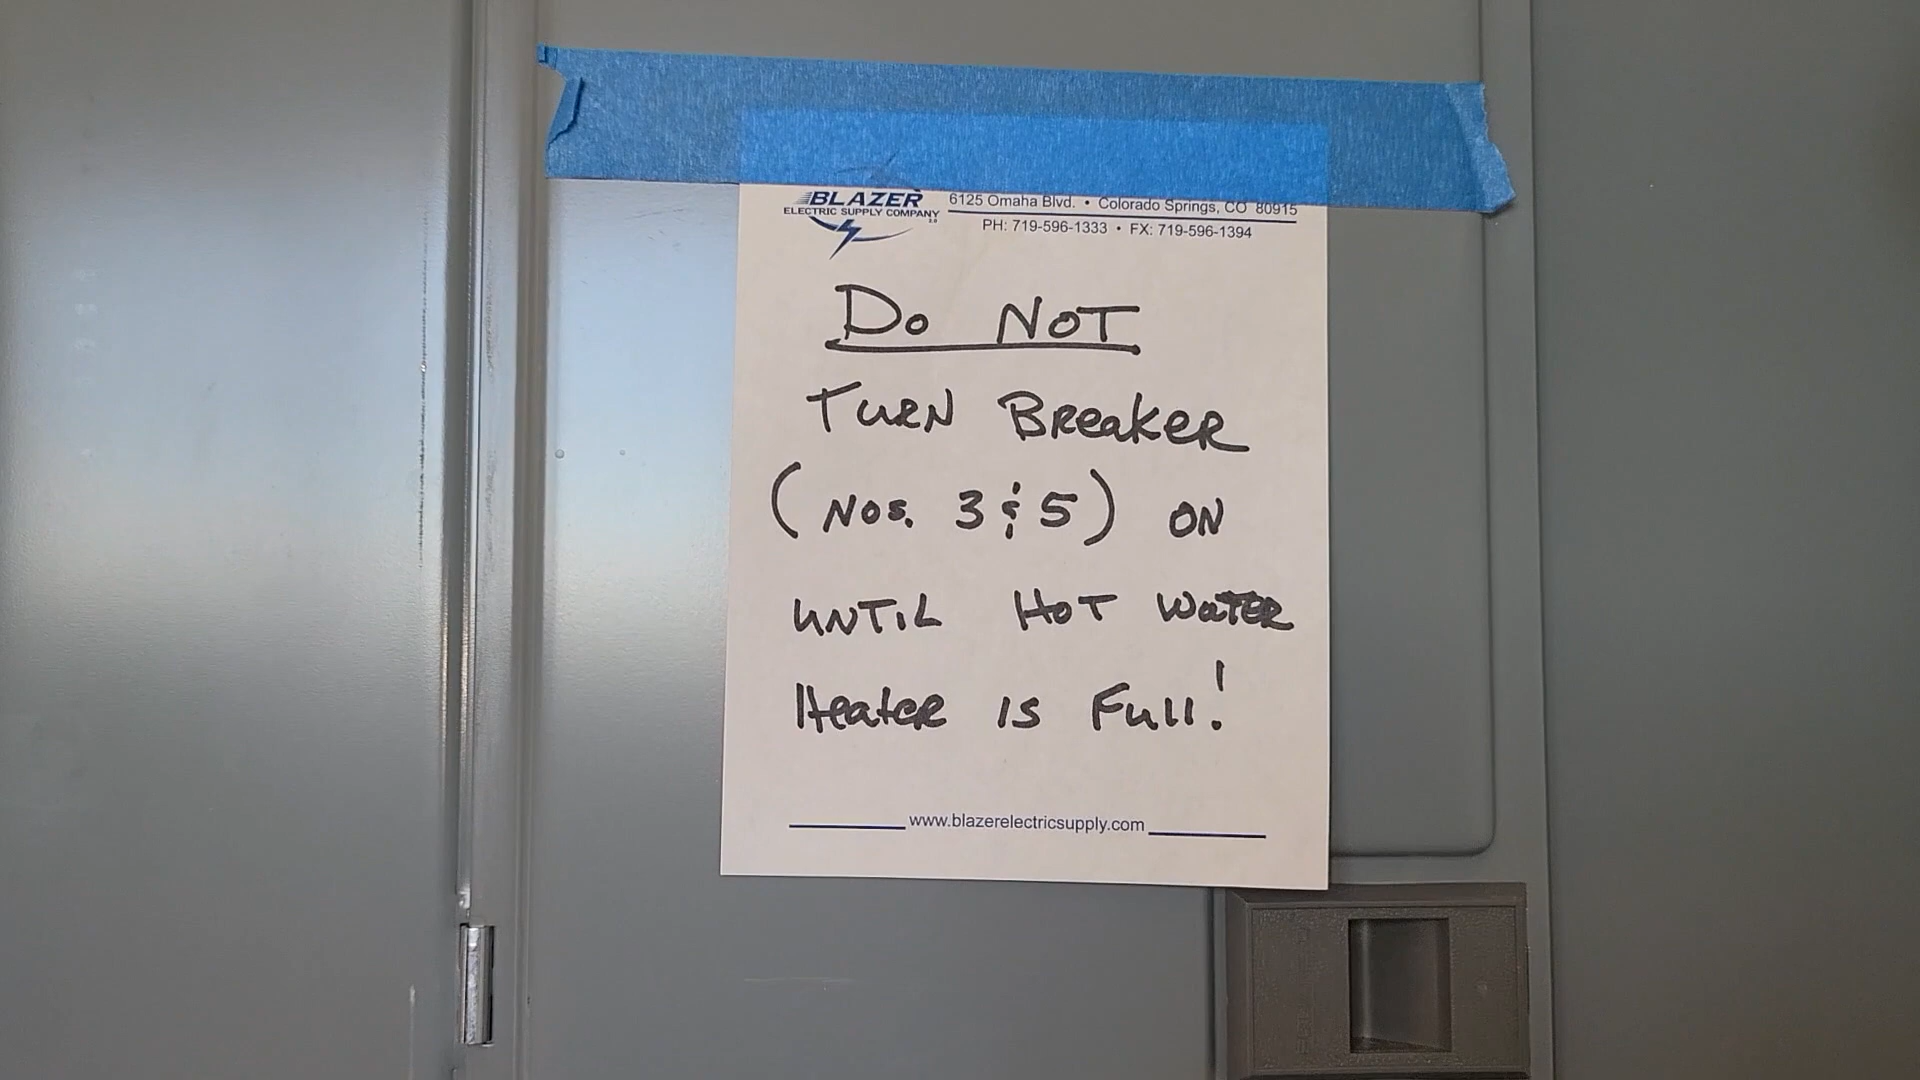 BLAZER
ELECTRIC SUPPLY COMPANY
6125 Omaha Blvd. • Colorado Springs, CO 80915
PH: 719-596-1333 • FX: 719-596-1394
Do NOT
TURN BReaKeR
(Nos. 3 & 5) ON
UNTiL HOT WaTER
HeateR is Full!
www.blazerelectricsupply.com